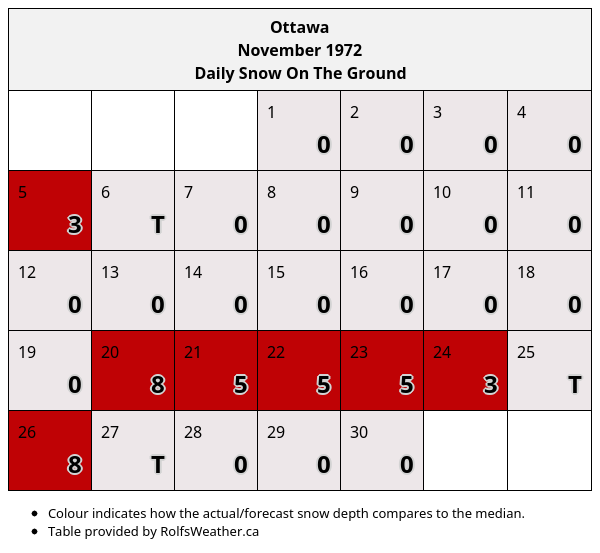 Ottawa
November 1972
Daily Snow On The Ground
1 2 3 4
0 0 0 0
5 6 7 8 9 10 11
3 T 0 0 0 0 0
12 13 14 15 16 17 18
0 0 0 0 0 0 0
19 20 21 22 23 24 25
0 8 5 5 5 3 T
26 27 28 29 30
8 T 0 0 0
• Colour indicates how the actual/forecast snow depth compares to the median.
• Table provided by RolfsWeather.ca